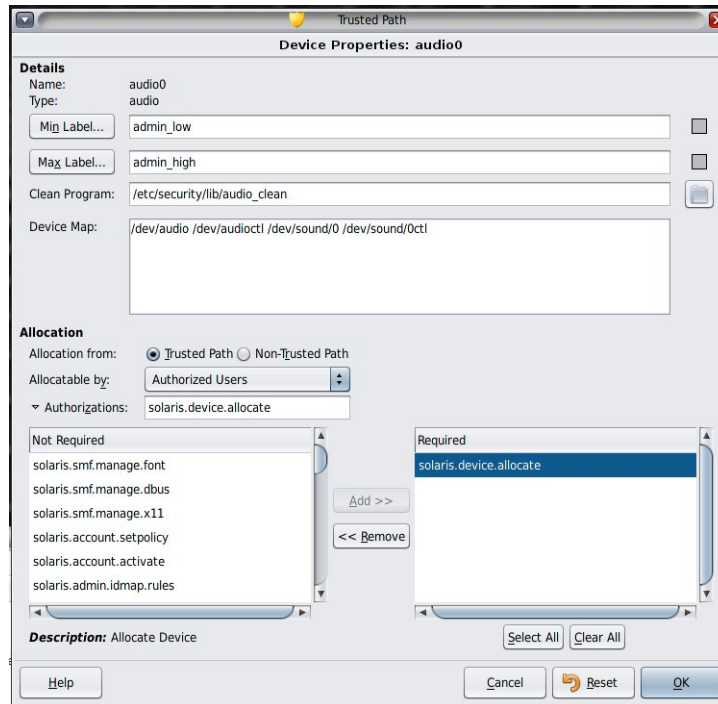 Trusted Path
Device Properties: audio0
Details
Name: audio0
Type: audio
Min Label... admin_low
Max Label... admin_high
Clean Program: /etc/security/lib/audio_clean
Device Map: /dev/audio /dev/audioctl /dev/sound/0 /dev/sound/0ctl
Allocation
Allocation from: Trusted Path Non-Trusted Path
Allocatable by: Authorized Users
Authorizations: solaris.device.allocate
Not Required Required
solaris.smf.manage.font solaris.device.allocate
solaris.smf.manage.dbus
solaris.smf.manage.x11
Add >>
solaris.account.setpolicy
<< Remove
solaris.account.activate
solaris.admin.idmap.rules
Description: Allocate Device Select All Clear All
Help Cancel Reset OK